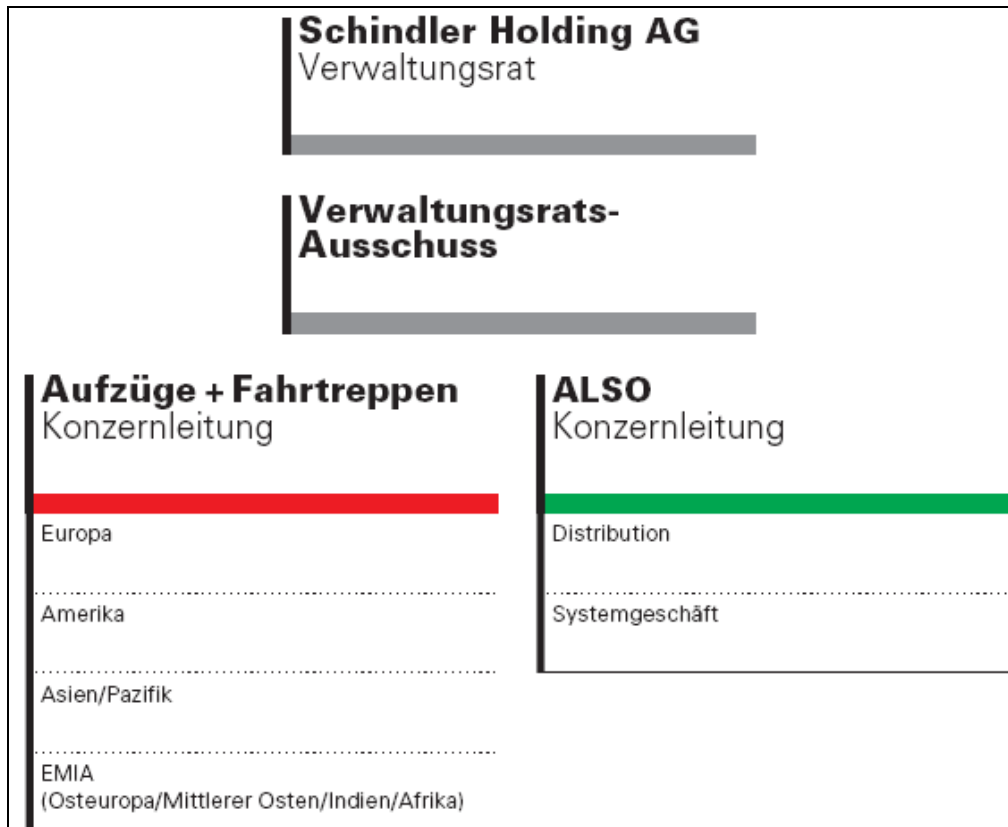 Schindler Holding AG
Verwaltungsrat
Verwaltungsrats-
Ausschuss
Aufzüge + Fahrtreppen
Konzernleitung
Europa
Amerika
Asien/Pazifik
EMIA
(Osteuropa/Mittlerer Osten/Indien/Afrika)
ALSO
Konzernleitung
Distribution
Systemgeschäft